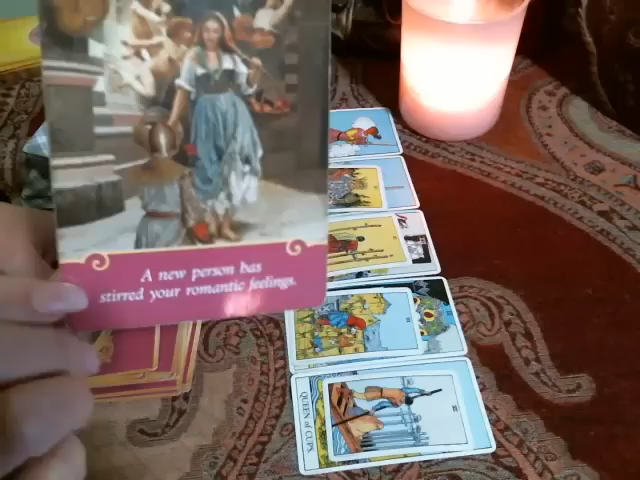 A new person has
stirred your romantic feelings.
QUEEN of CUPS.